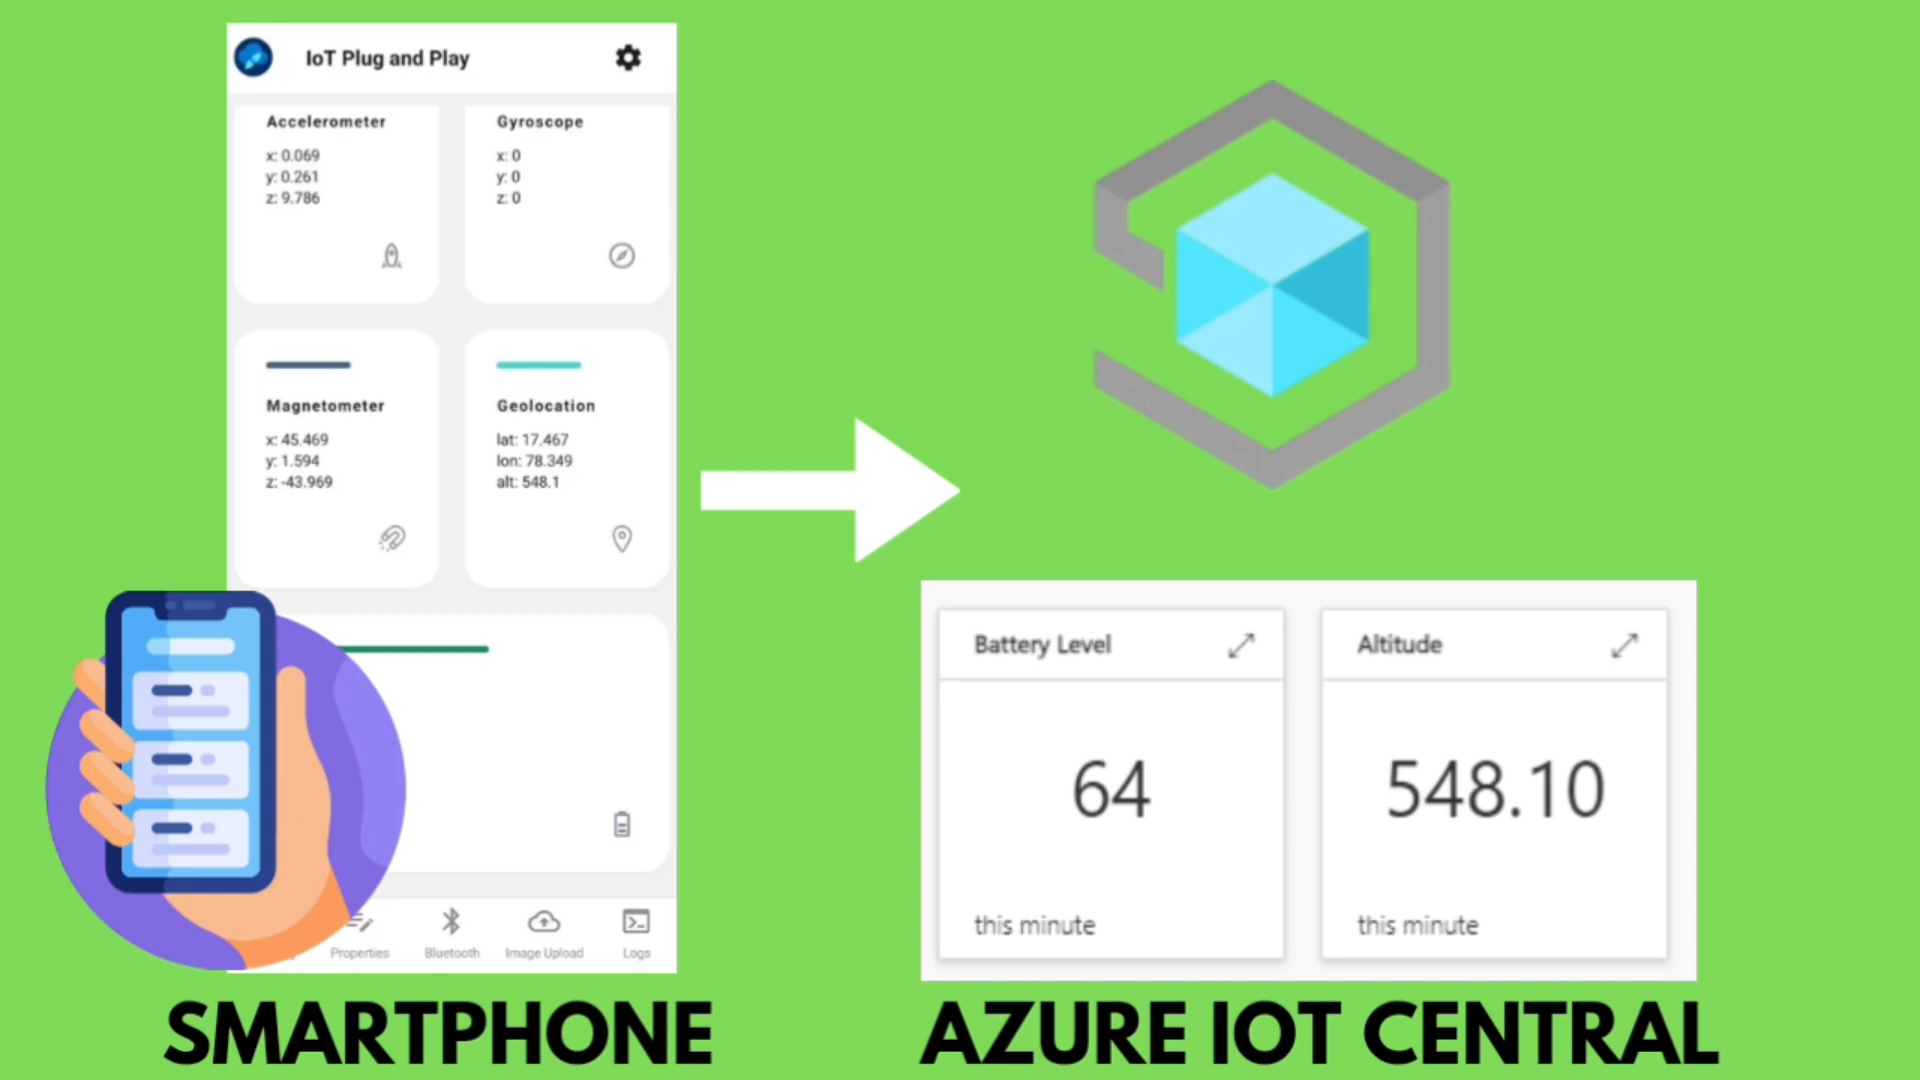 IoT Plug and Play
Accelerometer
x: 0.069
y: 0.261
z: 9.786
Gyroscope
x: 0
y: 0
z: 0
Magnetometer
x: 45.469
y: 1.594
z: -43.969
Geolocation
lat: 17.467
lon: 78.349
alt: 548.1
Properties
Bluetooth
Image Upload
Logs
SMARTPHONE
Battery Level
64
this minute
Altitude
548.10
this minute
AZURE IOT CENTRAL